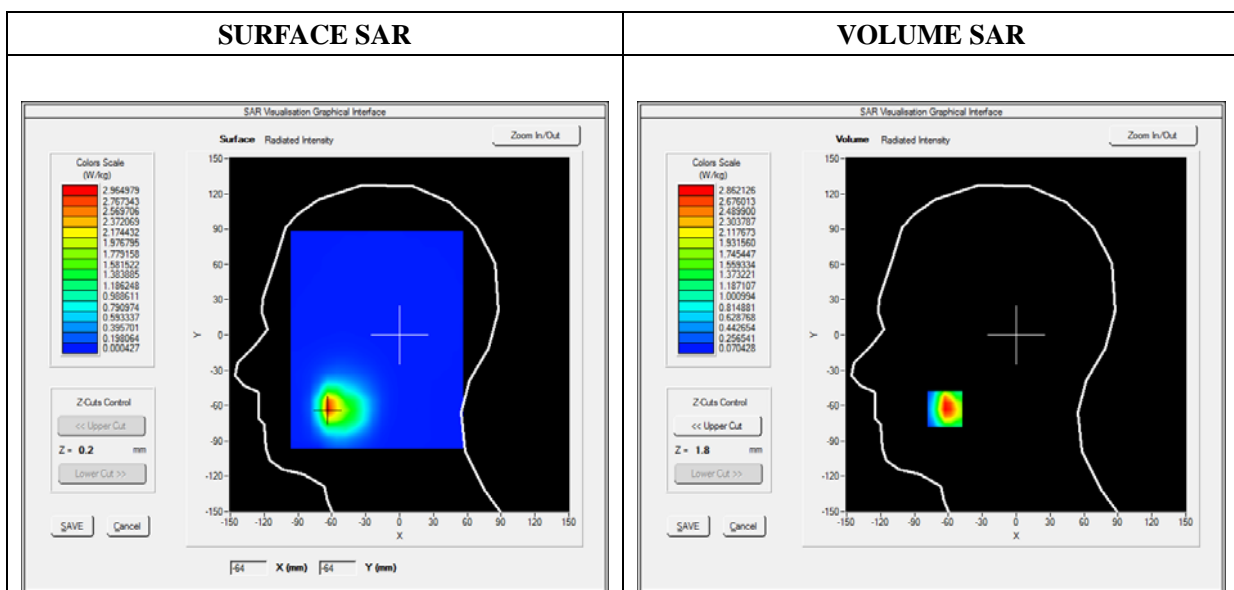 SURFACE SAR
SAR Visualisation Graphical Interface
Surface Radiated Intensity
Zoom In/Out
Colors Scale
(W/kg)
2.964979
2.767343
2.569706
2.372069
2.174432
1.976795
1.779158
1.581522
1.383885
1.186248
0.988611
0.790974
0.593337
0.395701
0.198064
0.000427
Z-Cuts Control
<< Upper Cut
Z = 0.2 mm
Lower Cut >>
SAVE Cancel
150
120
90
60
30
0
-30
-60
-90
-120
-150
Y
-150 -120 -90 -60 -30 0 30 60 90 120 150
X
-64 X (mm) -64 Y (mm)
VOLUME SAR
SAR Visualisation Graphical Interface
Volume Radiated Intensity
Zoom In/Out
Colors Scale
(W/kg)
2.862126
2.676013
2.489900
2.303787
2.117673
1.931560
1.745447
1.559334
1.373221
1.187107
1.000994
0.814881
0.628768
0.442654
0.256541
0.070428
Z-Cuts Control
<< Upper Cut
Z = 1.8 mm
Lower Cut >>
SAVE Cancel
150
120
90
60
30
0
-30
-60
-90
-120
-150
Y
-150 -120 -90 -60 -30 0 30 60 90 120 150
X